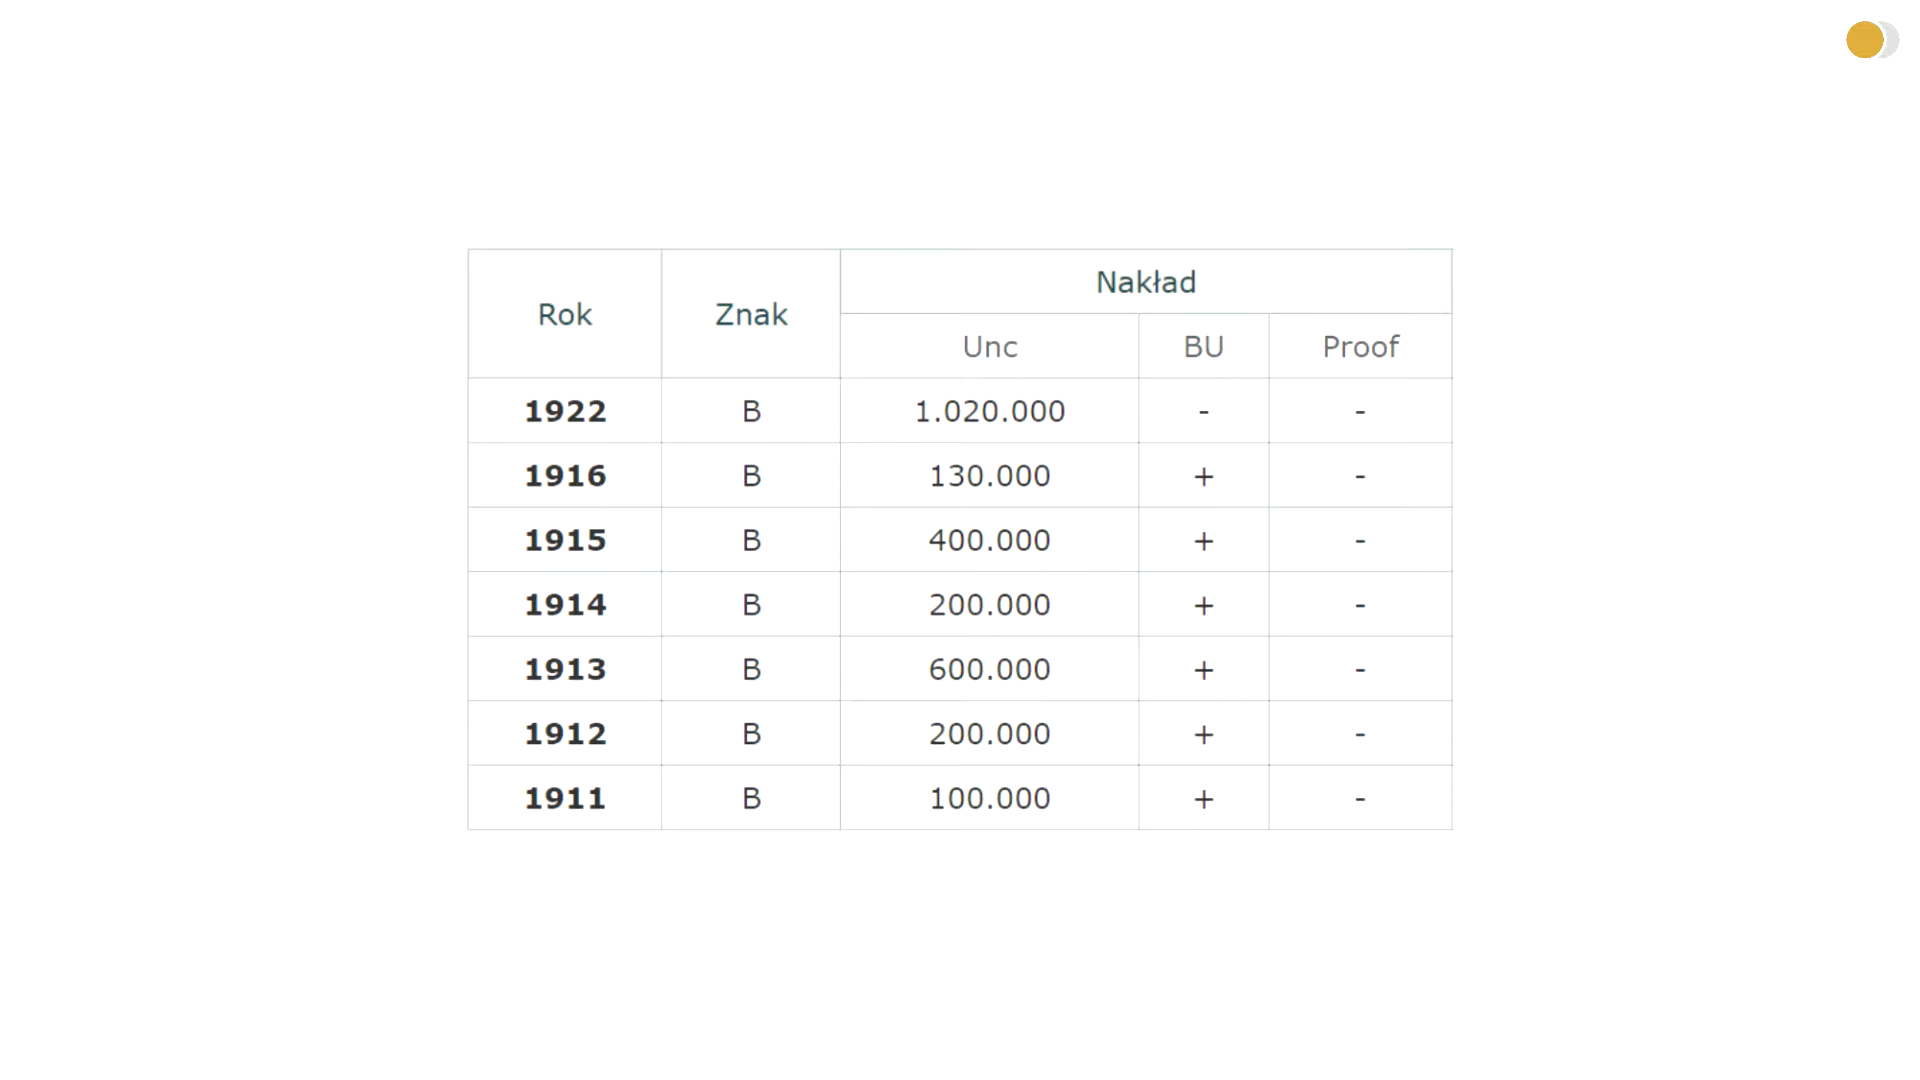 Rok Znak Nakład
Unc BU Proof
1922 B 1.020.000 - -
1916 B 130.000 + -
1915 B 400.000 + -
1914 B 200.000 + -
1913 B 600.000 + -
1912 B 200.000 + -
1911 B 100.000 + -